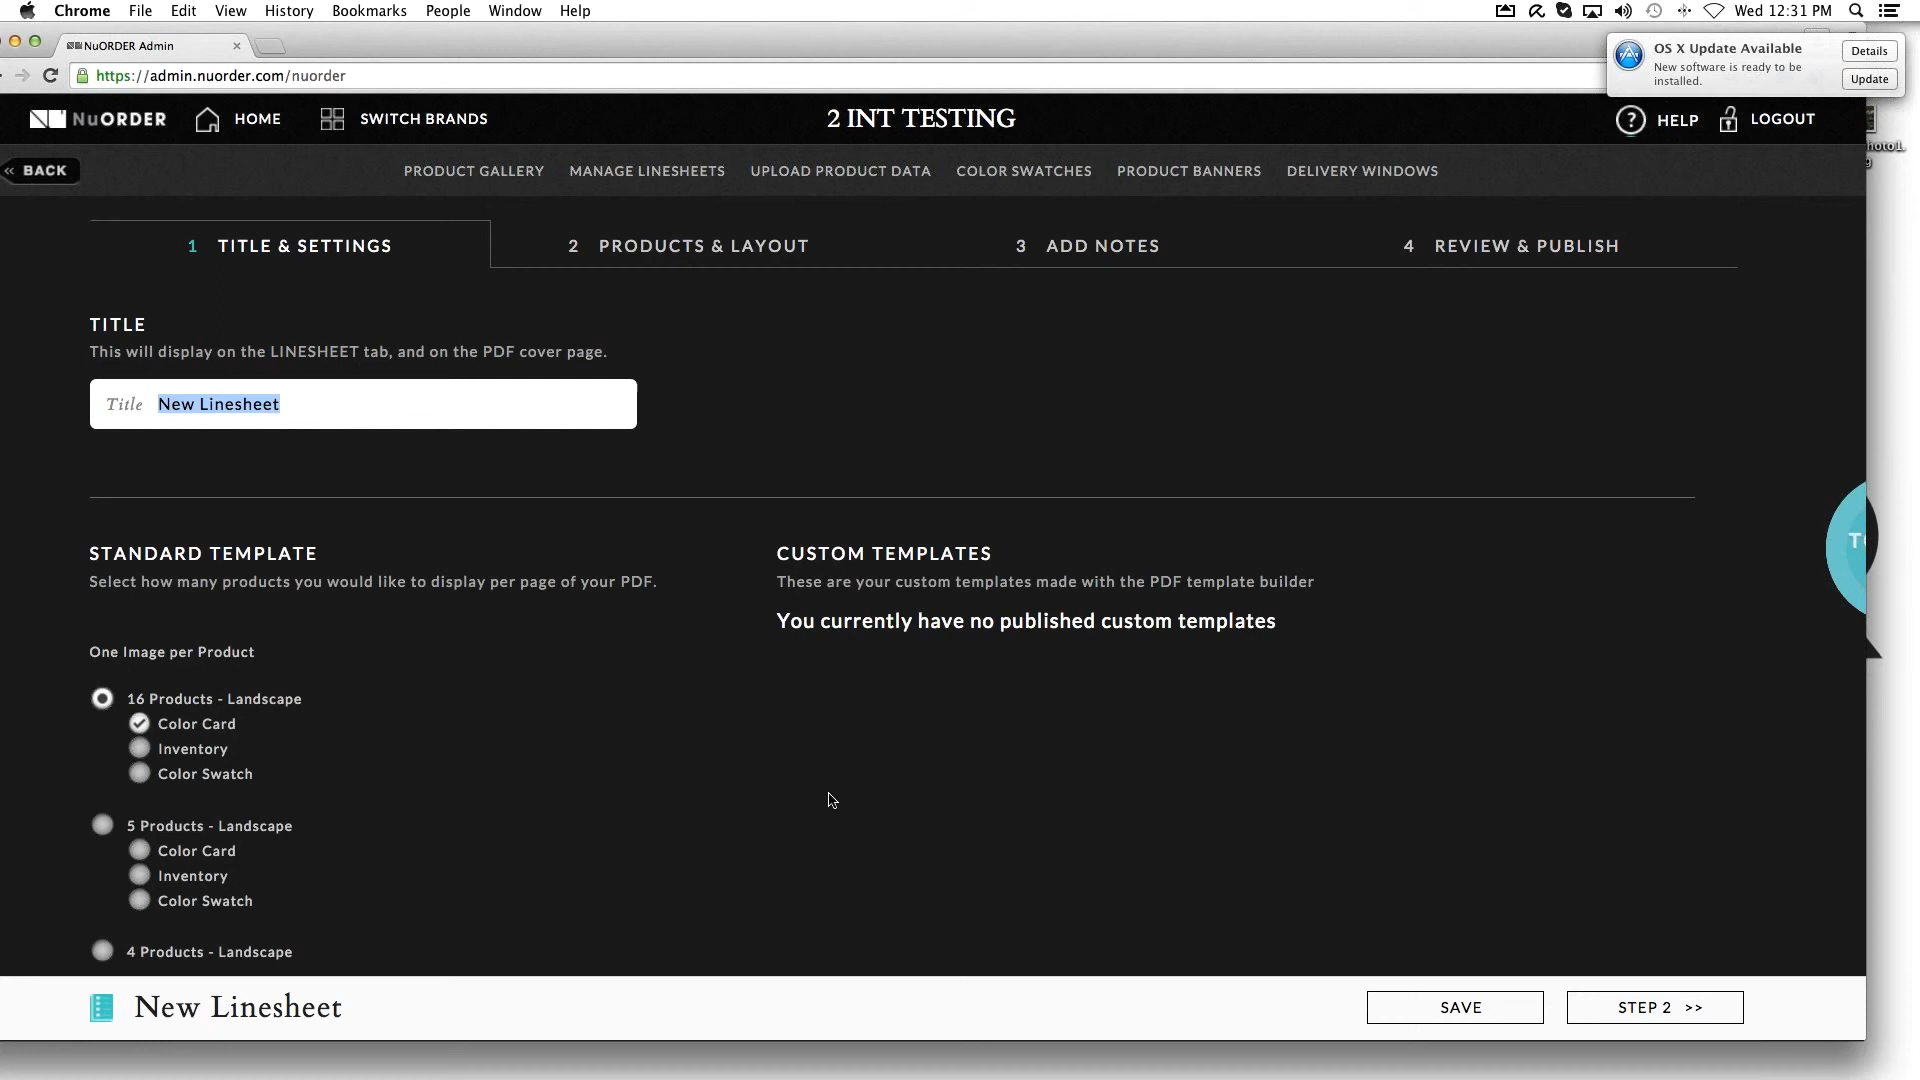 Chrome File Edit View History Bookmarks People Window Help Wed 12:31 PM
NuORDER Admin
https://admin.nuorder.com/nuorder
OS X Update Available
New software is ready to be
installed.
Details
Update
NuORDER HOME SWITCH BRANDS 2 INT TESTING ? HELP LOGOUT
« BACK PRODUCT GALLERY MANAGE LINESHEETS UPLOAD PRODUCT DATA COLOR SWATCHES PRODUCT BANNERS DELIVERY WINDOWS
1 TITLE & SETTINGS 2 PRODUCTS & LAYOUT 3 ADD NOTES 4 REVIEW & PUBLISH
TITLE
This will display on the LINESHEET tab, and on the PDF cover page.
Title New Linesheet
STANDARD TEMPLATE
Select how many products you would like to display per page of your PDF.
CUSTOM TEMPLATES
These are your custom templates made with the PDF template builder
You currently have no published custom templates
One Image per Product
16 Products - Landscape
Color Card
Inventory
Color Swatch
5 Products - Landscape
Color Card
Inventory
Color Swatch
4 Products - Landscape
New Linesheet
SAVE
STEP 2 >>